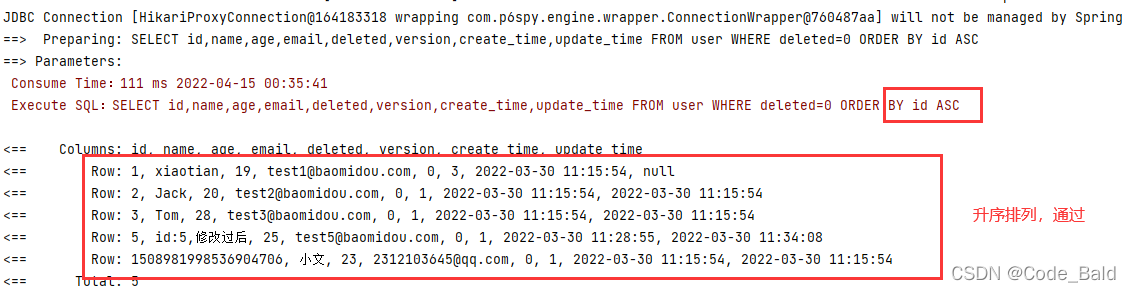 JDBC Connection [HikariProxyConnection@164183318 wrapping com.p6spy.engine.wrapper.ConnectionWrapper@760487aa] will not be managed by Spring
==>  Preparing: SELECT id,name,age,email,deleted,version,create_time,update_time FROM user WHERE deleted=0 ORDER BY id ASC
==> Parameters:
Consume Time：111 ms 2022-04-15 00:35:41
Execute SQL：SELECT id,name,age,email,deleted,version,create_time,update_time FROM user WHERE deleted=0 ORDER BY id ASC
<==    Columns: id, name, age, email, deleted, version, create_time, update_time
<==        Row: 1, xiaotian, 19, test1@baomidou.com, 0, 3, 2022-03-30 11:15:54, null
<==        Row: 2, Jack, 20, test2@baomidou.com, 0, 1, 2022-03-30 11:15:54, 2022-03-30 11:15:54
<==        Row: 3, Tom, 28, test3@baomidou.com, 0, 1, 2022-03-30 11:15:54, 2022-03-30 11:15:54
升序排列，通过
<==        Row: 5, id:5,修改过后, 25, test5@baomidou.com, 0, 1, 2022-03-30 11:28:55, 2022-03-30 11:34:08
<==        Row: 1508981998536904706, 小文, 23, 2312103645@qq.com, 0, 1, 2022-03-30 11:15:54, 2022-03-30 11:15:54
<==      Total: 5
CSDN @Code_Bald